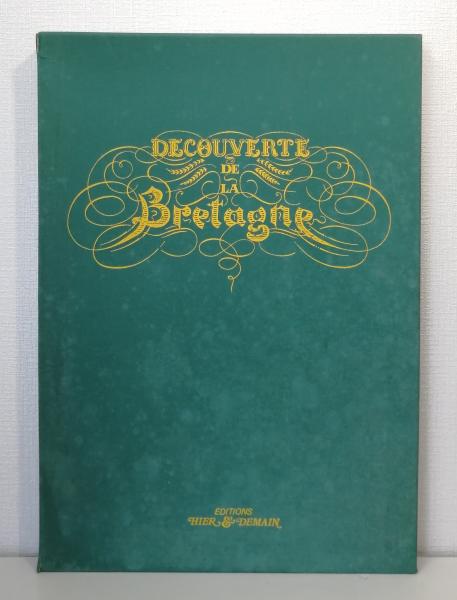 DECOUVERTE
DE
LA
Bretagne
EDITIONS
HIER & DEMAIN